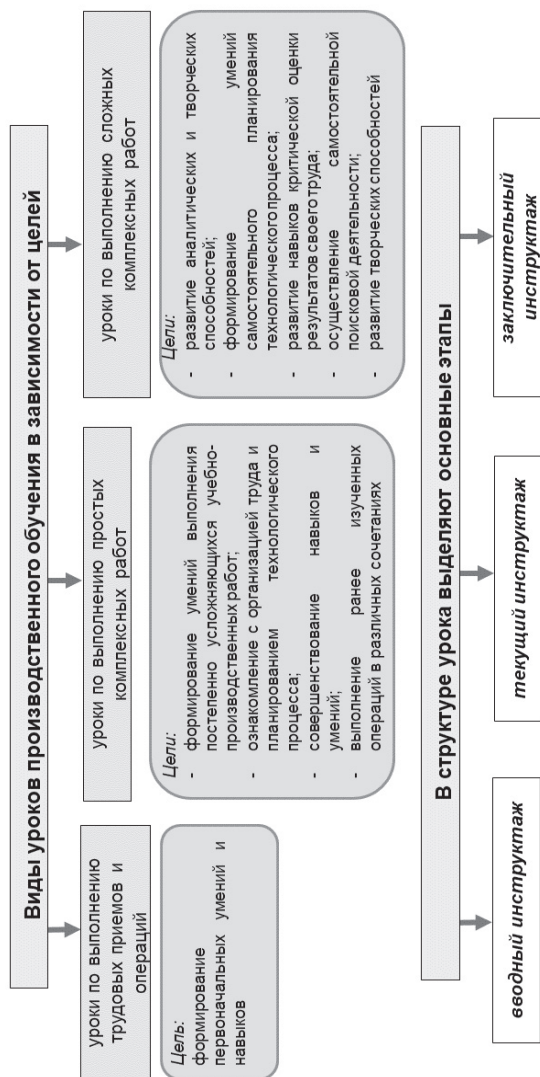 Виды уроков производственного обучения в зависимости от целей
уроки по выполнению
трудовых приемов и
операций
Цель:
формирование
первоначальных умений и
навыков
уроки по выполнению простых
комплексных работ
Цели:
- формирование умений выполнения
постепенно усложняющихся учебно-
производственных работ;
- ознакомление с организацией труда и
планированием технологического
процесса;
- совершенствование навыков и
умений;
- выполнение ранее изученных
операций в различных сочетаниях
уроки по выполнению сложных
комплексных работ
Цели:
- развитие аналитических и творческих
способностей;
- формирование умений
самостоятельного планирования
технологического процесса;
- развитие навыков критической оценки
результатов своего труда;
- осуществление самостоятельной
поисковой деятельности;
- развитие творческих способностей
В структуре урока выделяют основные этапы
вводный инструктаж
текущий инструктаж
заключительный
инструктаж